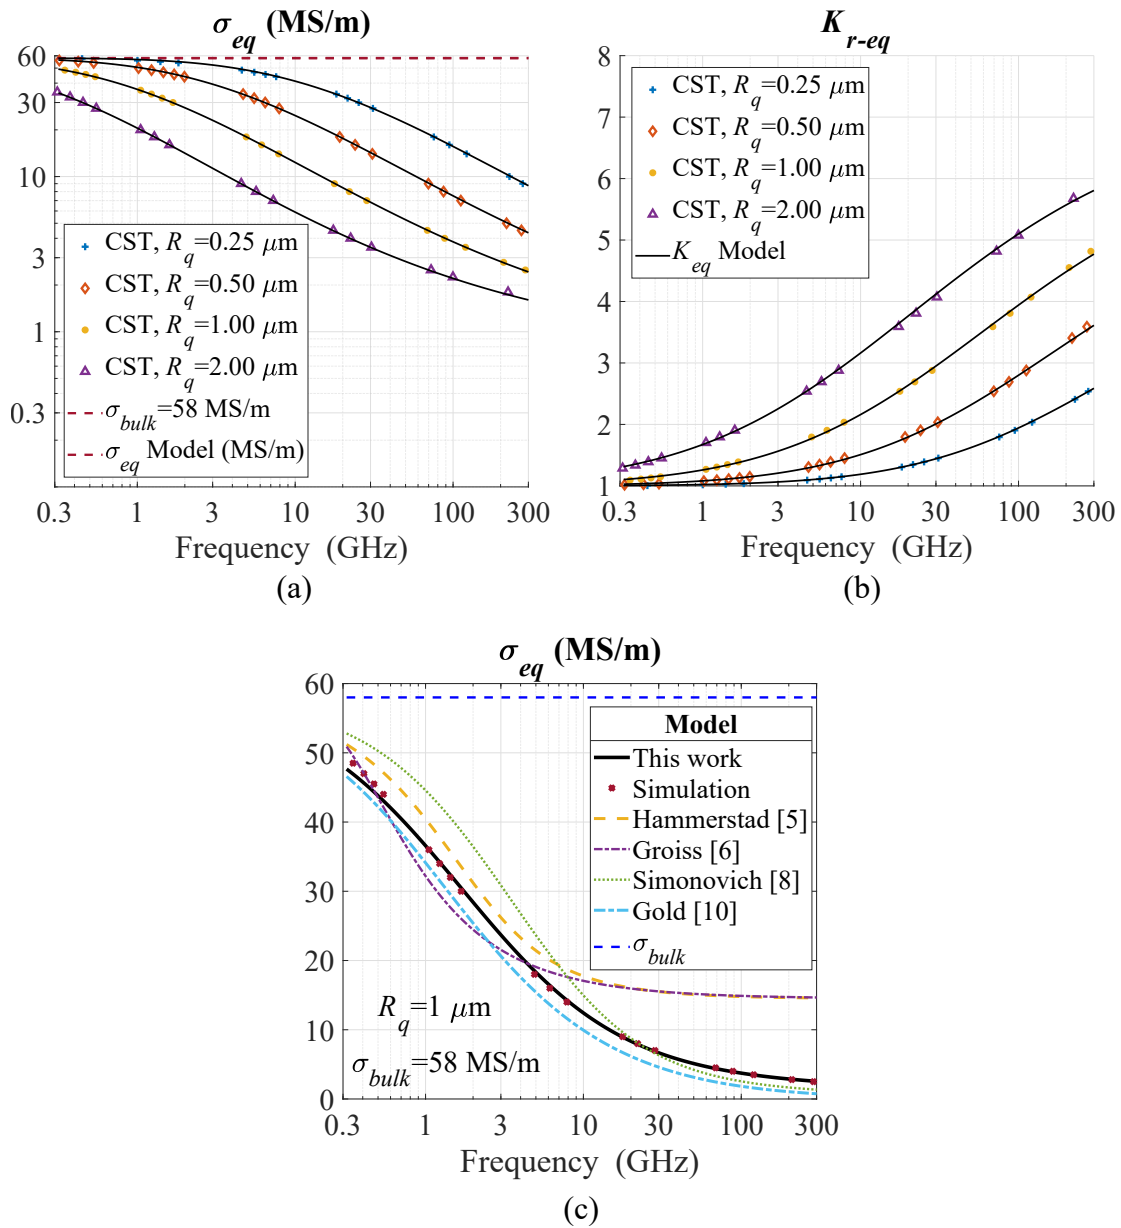 σeq (MS/m)
60
30
10
3
1
0.3
CST, Rq=0.25 μm
CST, Rq=0.50 μm
CST, Rq=1.00 μm
CST, Rq=2.00 μm
σbulk=58 MS/m
σeq Model (MS/m)
0.3 1 3 10 30 100 300
Frequency (GHz)
(a)
Kr-eq
8
7
6
5
4
3
2
1
CST, Rq=0.25 μm
CST, Rq=0.50 μm
CST, Rq=1.00 μm
CST, Rq=2.00 μm
Keq Model
0.3 1 3 10 30 100 300
Frequency (GHz)
(b)
σeq (MS/m)
60
50
40
30
20
10
0
Model
This work
Simulation
Hammerstad [5]
Groiss [6]
Simonovich [8]
Gold [10]
σbulk
Rq=1 μm
σbulk=58 MS/m
0.3 1 3 10 30 100 300
Frequency (GHz)
(c)